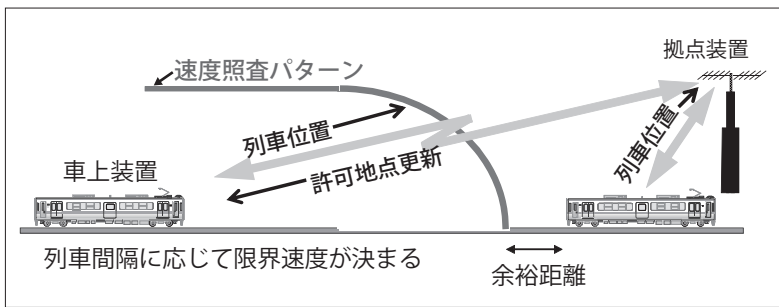 拠点装置
速度照査パターン
列車位置
列車位置
許可地点更新
車上装置
列車間隔に応じて限界速度が決まる
余裕距離